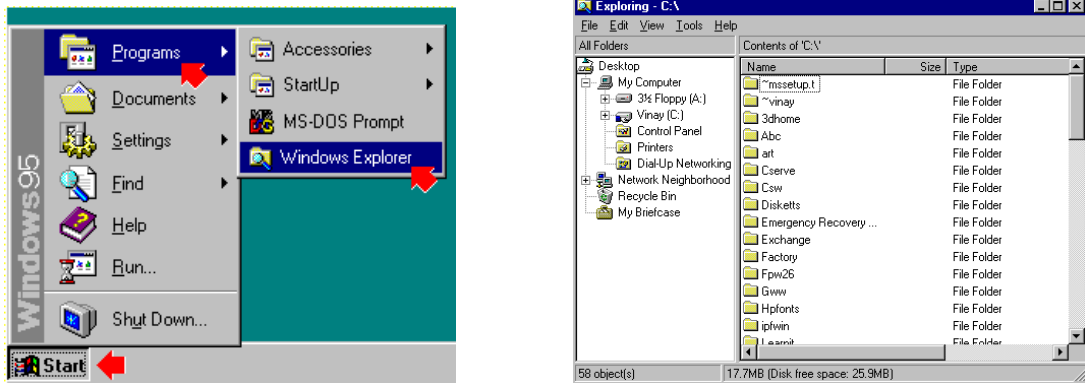 Programs
Documents
Settings
Find
Help
Run...
Shut Down...
Windows95
Start
Accessories
StartUp
MS-DOS Prompt
Windows Explorer
Exploring - C:\
File Edit View Tools Help
All Folders
Contents of 'C:\'
Desktop
My Computer
3½ Floppy (A:)
Vinay (C:)
Control Panel
Printers
Dial-Up Networking
Network Neighborhood
Recycle Bin
My Briefcase
Name Size Type
~mssetup.t File Folder
~vinay File Folder
3dhome File Folder
Abc File Folder
art File Folder
Cserve File Folder
Csw File Folder
Disketts File Folder
Emergency Recovery ... File Folder
Exchange File Folder
Factory File Folder
Fpw26 File Folder
Gww File Folder
Hpfonts File Folder
ipfwin File Folder
Learnit File Folder
58 object(s) 17.7MB (Disk free space: 25.9MB)